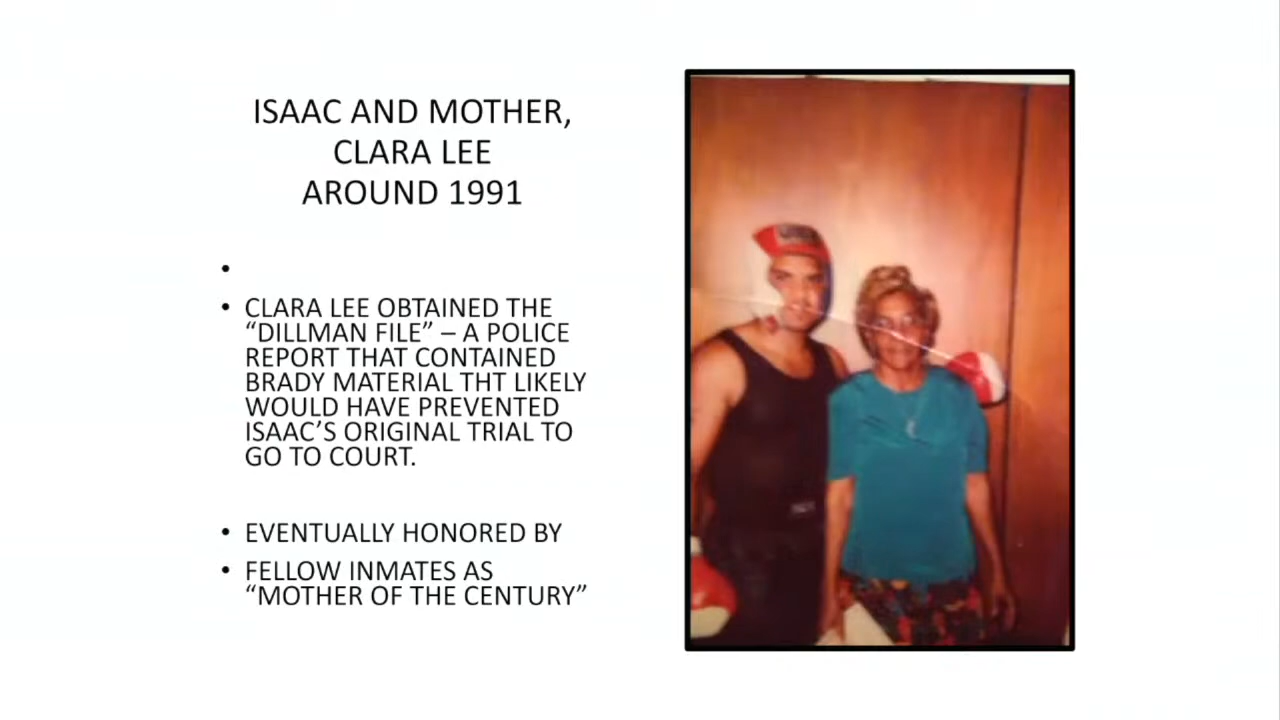 ISAAC AND MOTHER,
CLARA LEE
AROUND 1991
•
• CLARA LEE OBTAINED THE
“DILLMAN FILE” – A POLICE
REPORT THAT CONTAINED
BRADY MATERIAL THT LIKELY
WOULD HAVE PREVENTED
ISAAC’S ORIGINAL TRIAL TO
GO TO COURT.
• EVENTUALLY HONORED BY
• FELLOW INMATES AS
“MOTHER OF THE CENTURY”